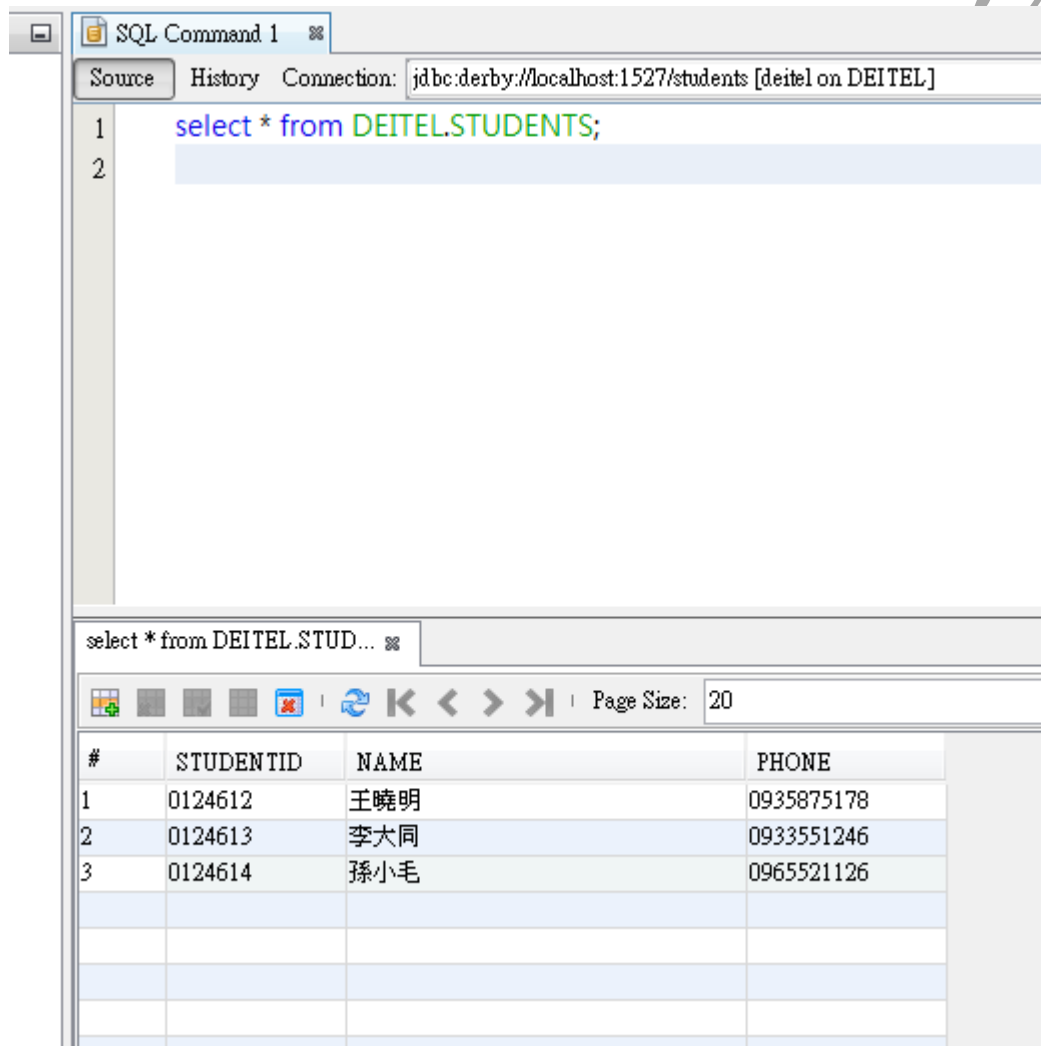 SQL Command 1
Source History Connection: jdbc:derby://localhost:1527/students [deitel on DEITEL]
1 select * from DEITEL.STUDENTS;
2
select * from DEITEL.STUD...
Page Size: 20
# STUDENTID NAME PHONE
1 0124612 王曉明 0935875178
2 0124613 李大同 0933551246
3 0124614 孫小毛 0965521126